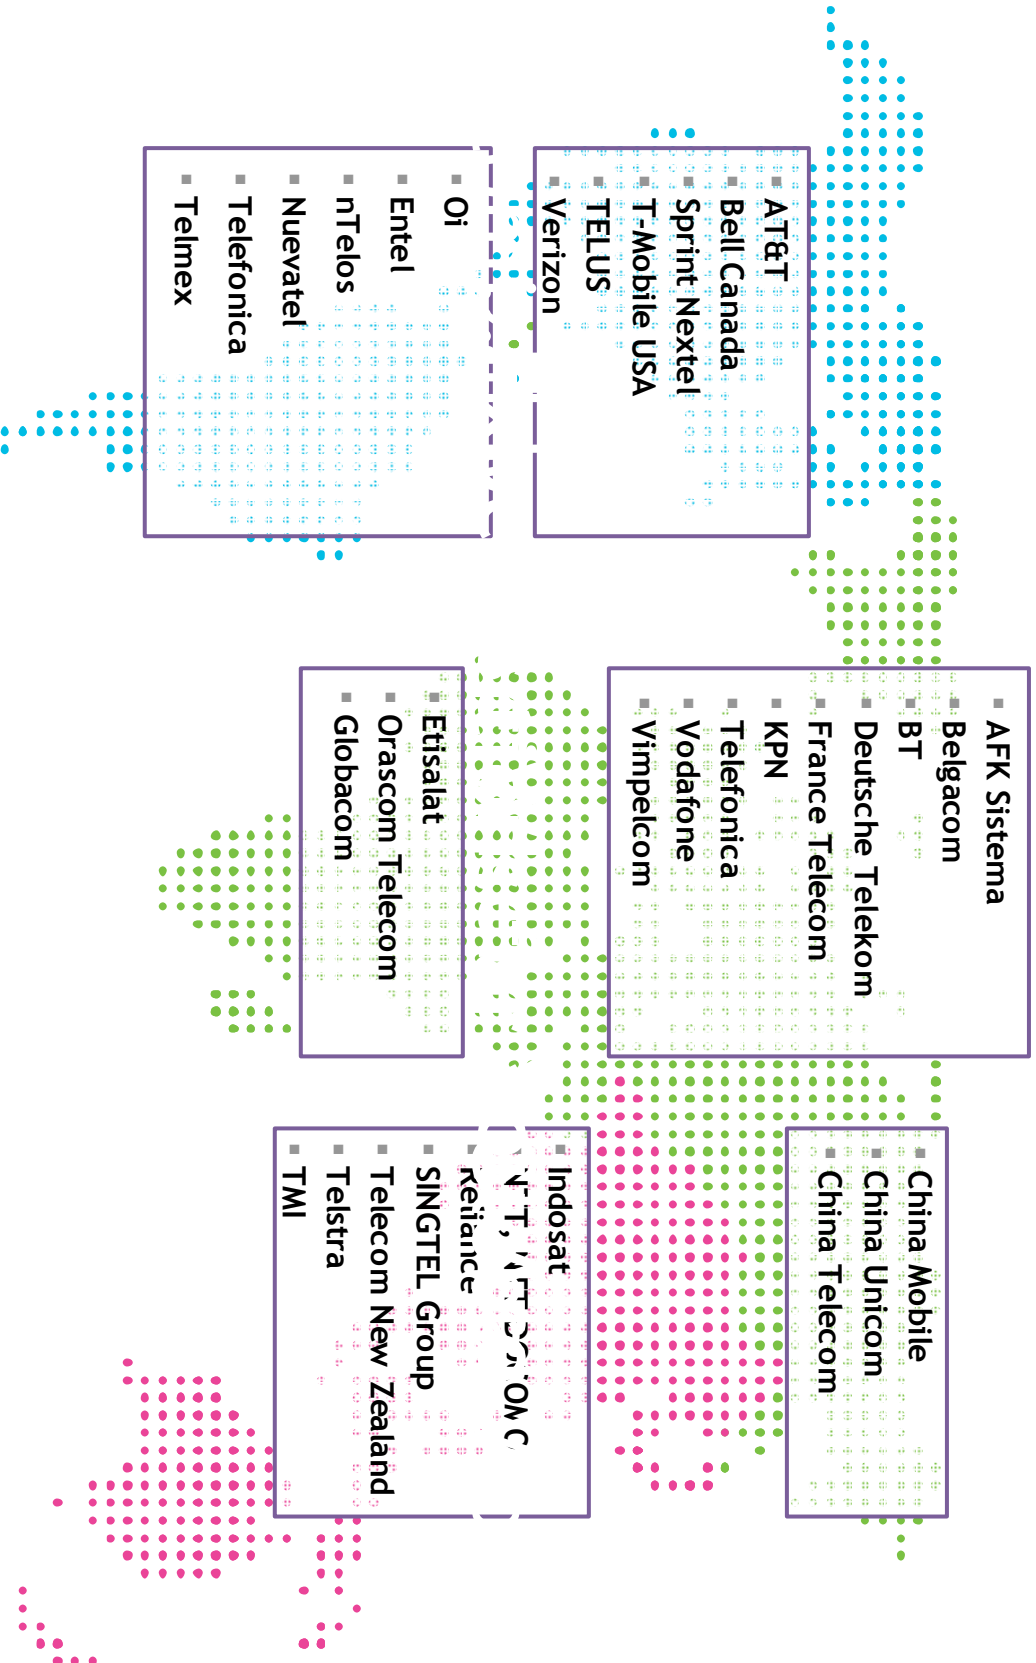 AT&T
Bell Canada
Sprint Nextel
T-Mobile USA
TELUS
Verizon
Oi
Entel
nTelos
Nuevatel
Telefonica
Telmex
AFK Sistema
Belgacom
BT
Deutsche Telekom
France Telecom
KPN
Telefonica
Vodafone
Vimpelcom
Etisalat
Orascom Telecom
Globacom
China Mobile
China Unicom
China Telecom
Indosat
Reliance
SINGTEL Group
Telecom New Zealand
Telstra
TMI